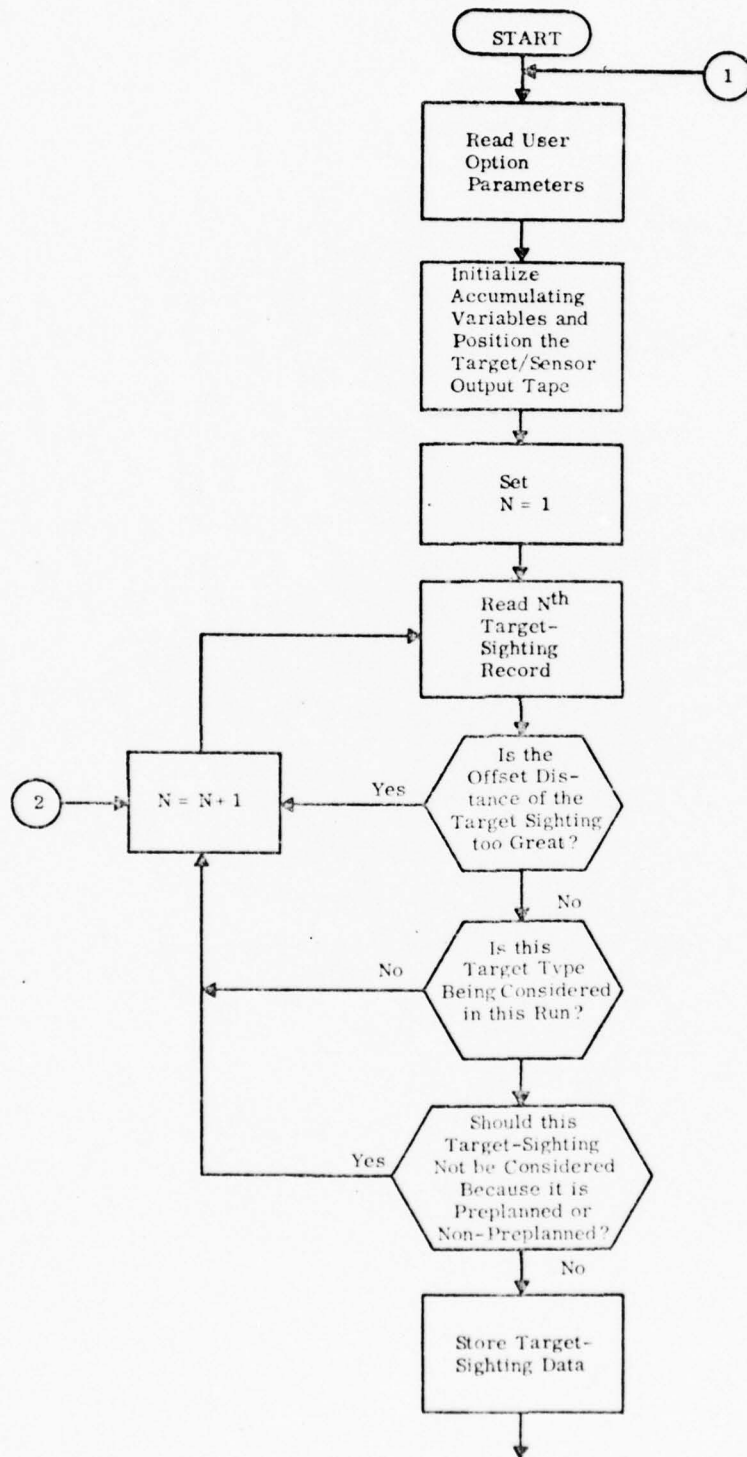 START
1
Read User
Option
Parameters
Initialize
Accumulating
Variables and
Position the
Target/Sensor
Output Tape
Set
N = 1
Read Nth
Target-
Sighting
Record
2
N = N + 1
Yes
Is the
Offset Dis-
tance of the
Target Sighting
too Great?
No
No
Is this
Target Type
Being Considered
in this Run?
Yes
Should this
Target-Sighting
Not be Considered
Because it is
Preplanned or
Non-Preplanned?
No
Store Target-
Sighting Data